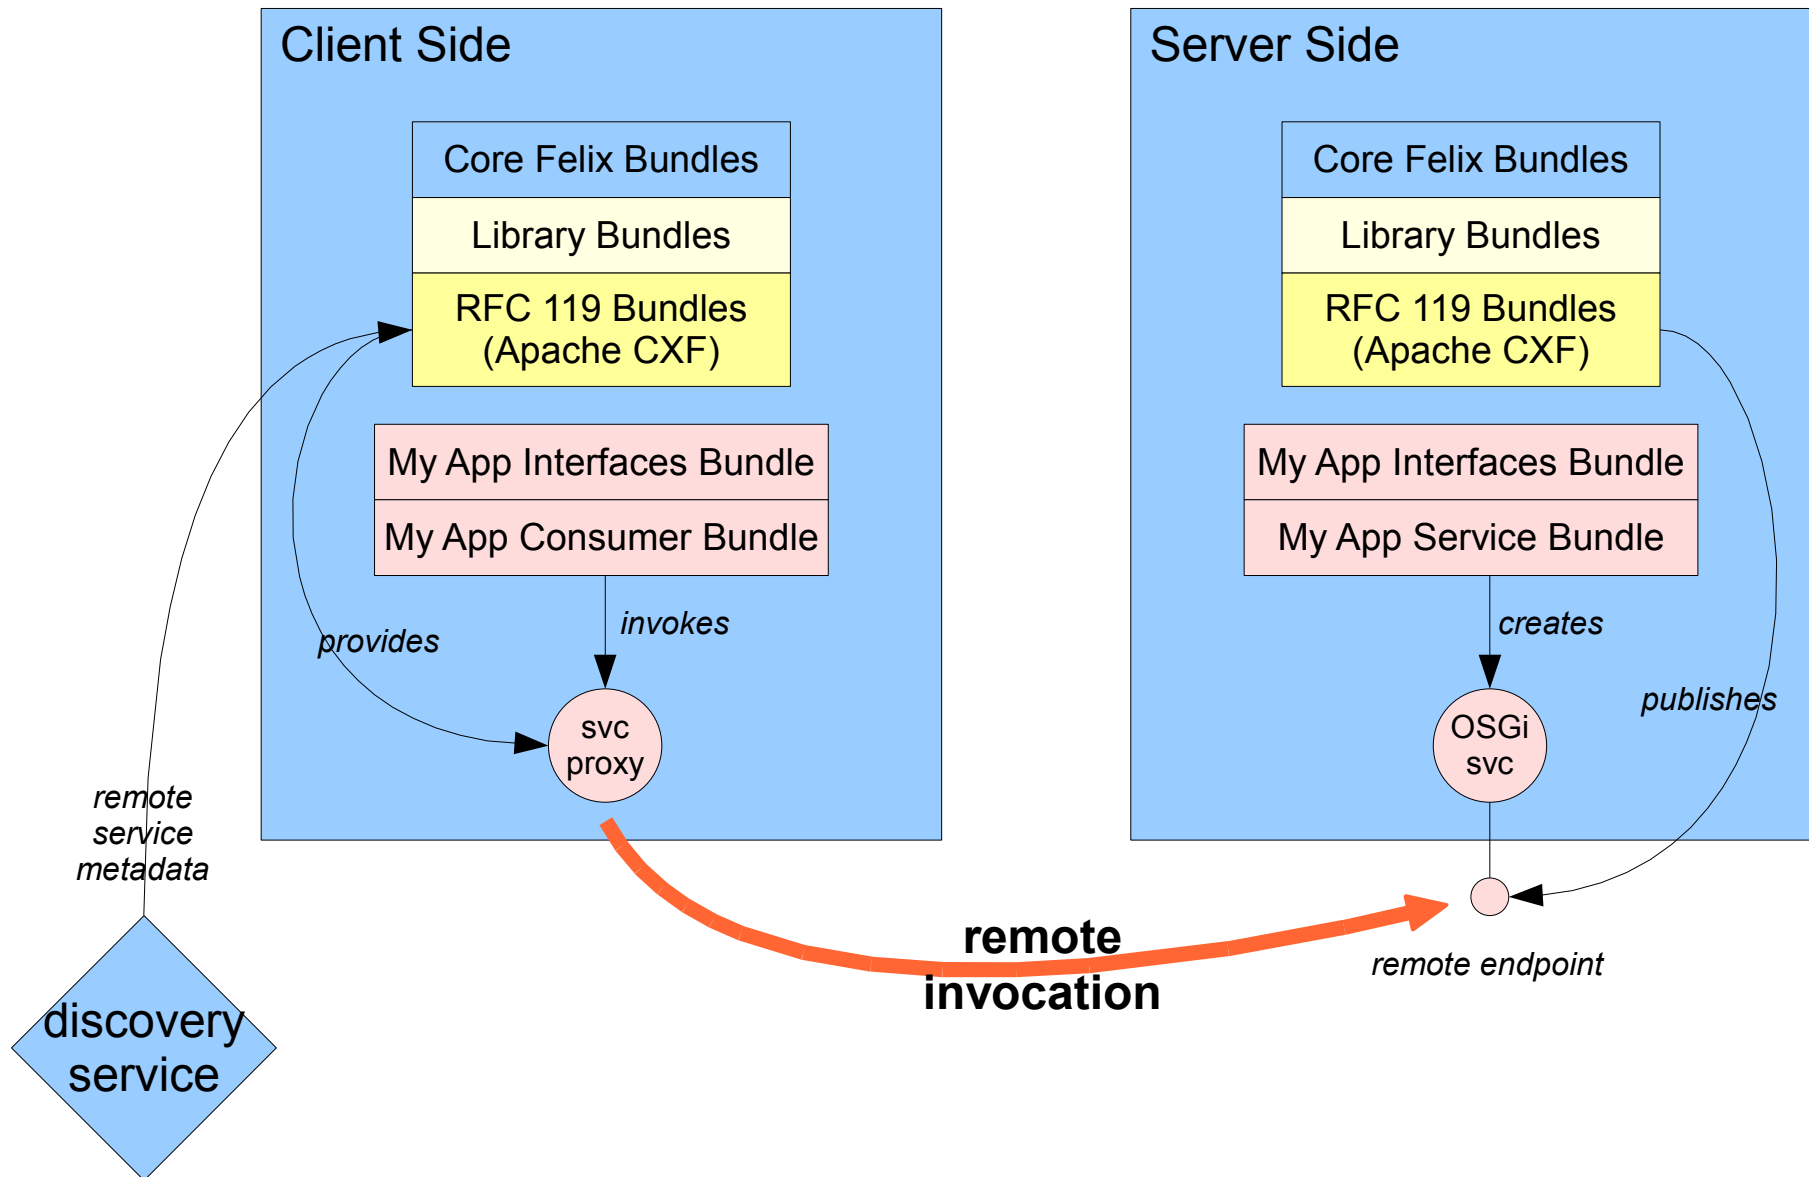 Client Side
Core Felix Bundles
Library Bundles
RFC 119 Bundles
(Apache CXF)
My App Interfaces Bundle
My App Consumer Bundle
invokes
provides
svc
proxy
remote
service
metadata
discovery
service
Server Side
Core Felix Bundles
Library Bundles
RFC 119 Bundles
(Apache CXF)
My App Interfaces Bundle
My App Service Bundle
creates
publishes
OSGi
svc
remote
invocation
remote endpoint